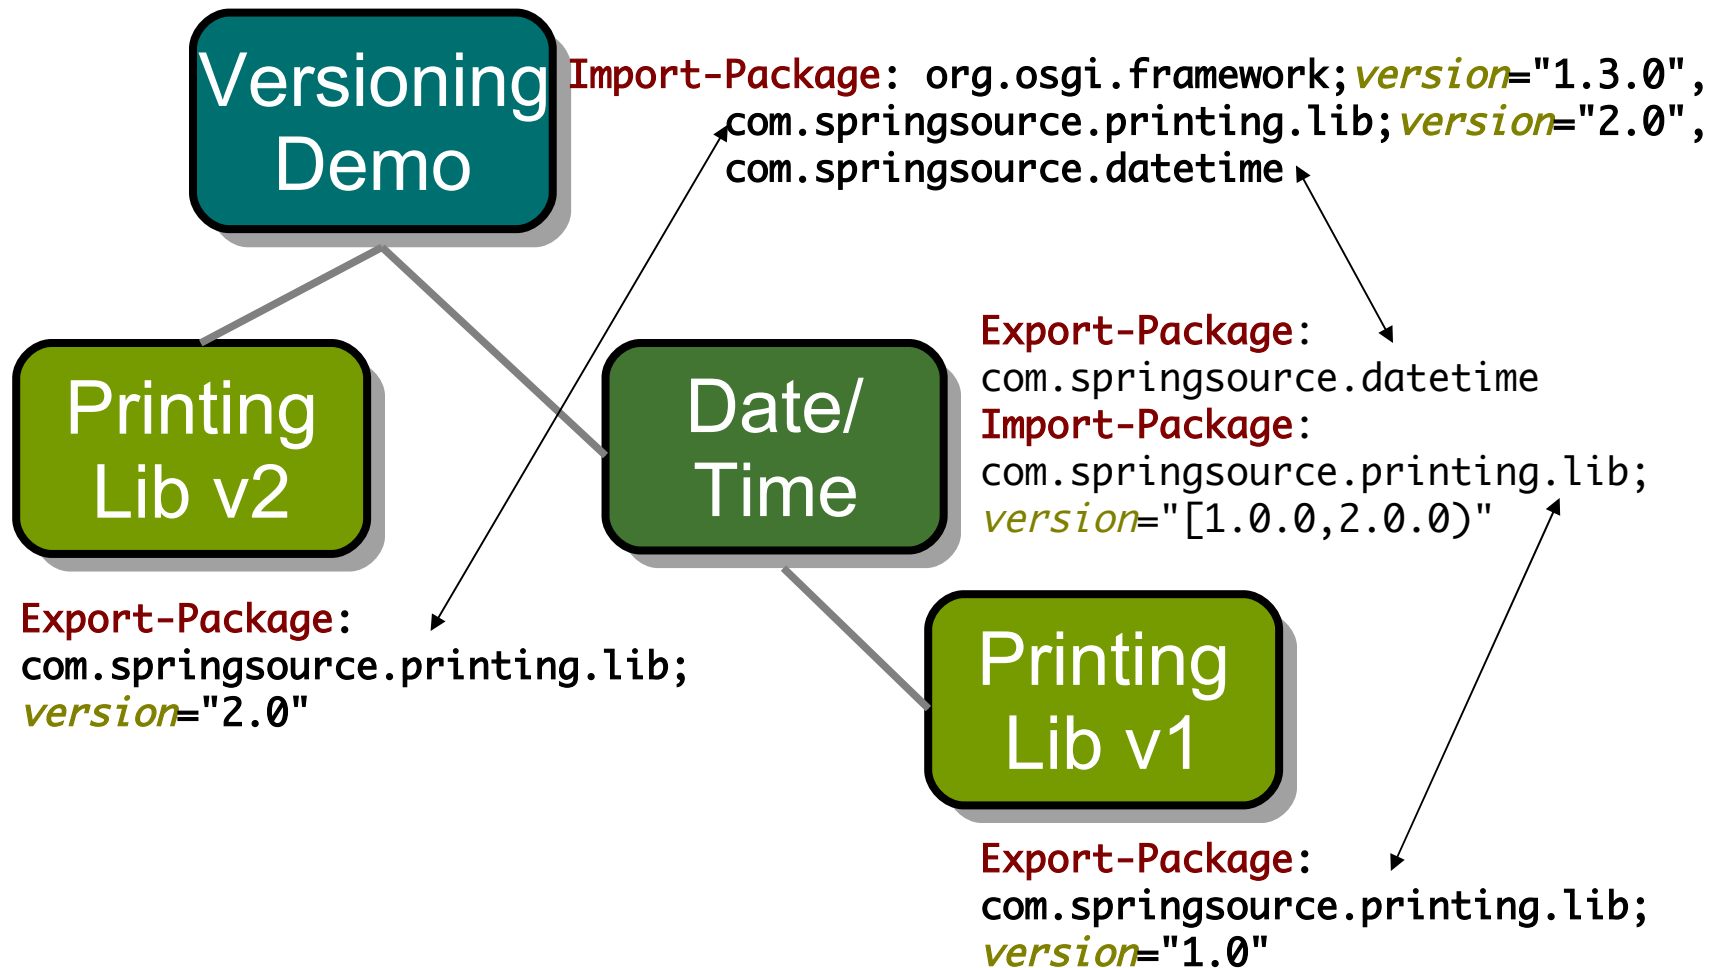 Versioning
Demo
Import-Package: org.osgi.framework;version="1.3.0",
com.springsource.printing.lib;version="2.0",
com.springsource.datetime
Printing
Lib v2
Date/
Time
Export-Package:
com.springsource.datetime
Import-Package:
com.springsource.printing.lib;
version="[1.0.0,2.0.0)"
Export-Package:
com.springsource.printing.lib;
version="2.0"
Printing
Lib v1
Export-Package:
com.springsource.printing.lib;
version="1.0"